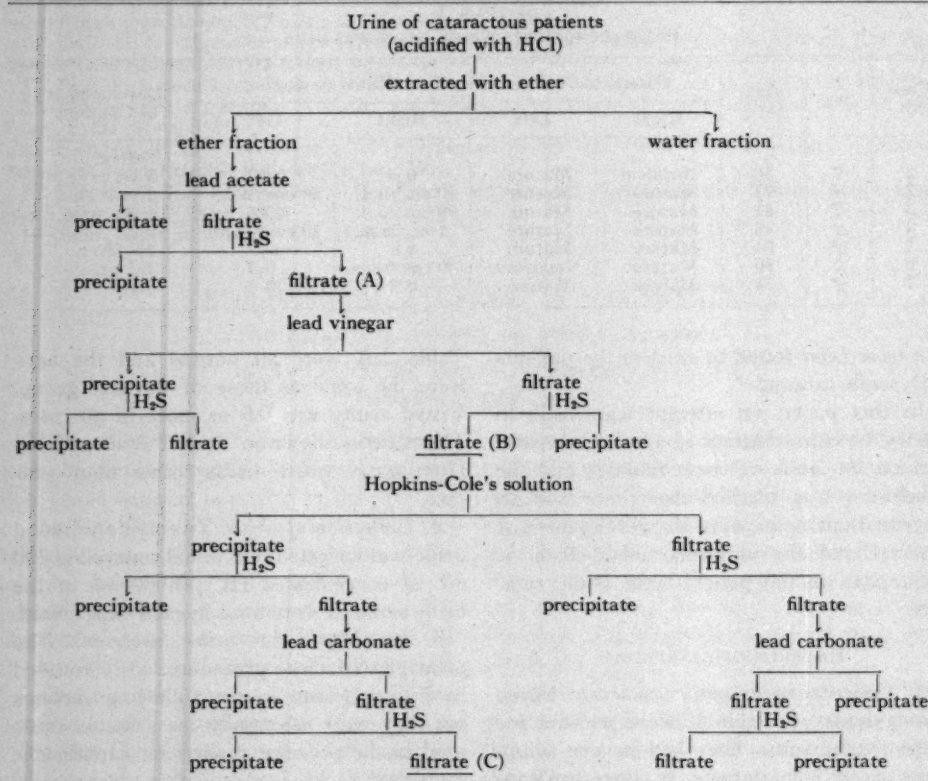 Urine of cataractous patients
(acidified with HCl)
extracted with ether
ether fraction water fraction
lead acetate
precipitate filtrate
H₂S
precipitate filtrate (A)
lead vinegar
precipitate filtrate
H₂S H₂S
precipitate filtrate filtrate (B) precipitate
Hopkins-Cole's solution
precipitate filtrate
H₂S H₂S
precipitate filtrate precipitate filtrate
lead carbonate lead carbonate
precipitate filtrate filtrate precipitate
H₂S H₂S
precipitate filtrate (C) filtrate precipitate